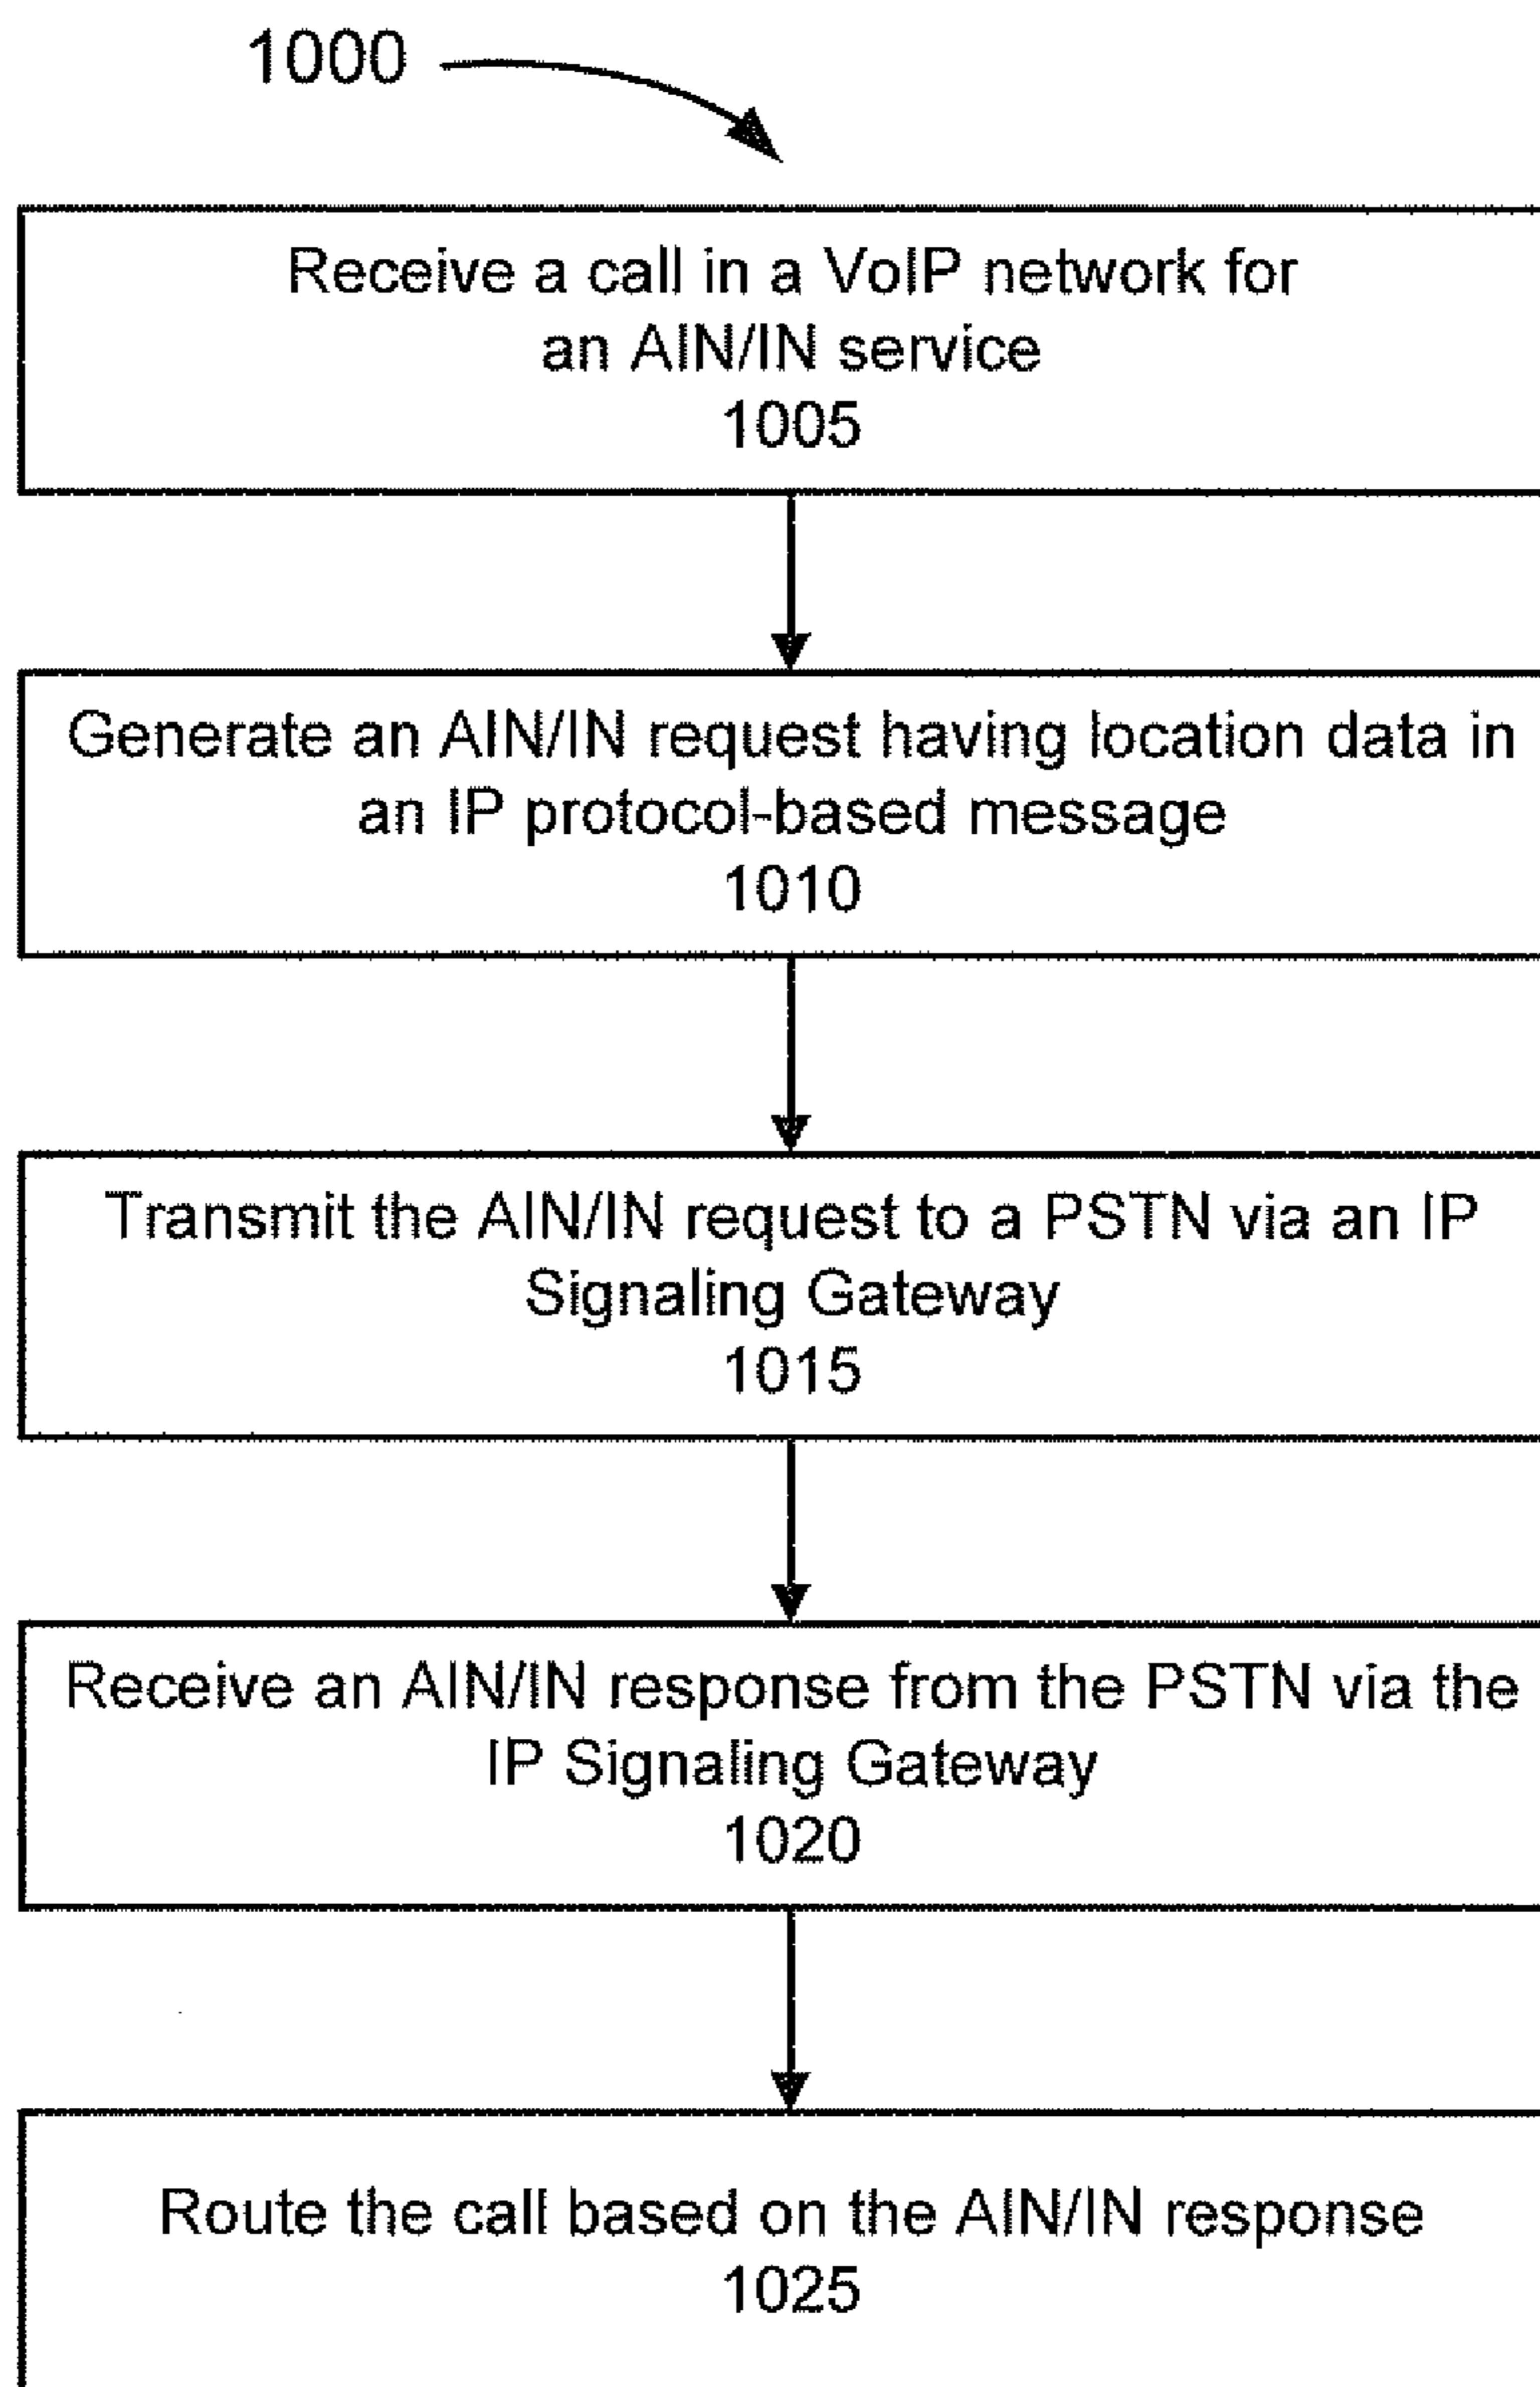 1000
Receive a call in a VoIP network for
an AIN/IN service
1005
Generate an AIN/IN request having location data in
an IP protocol-based message
1010
Transmit the AIN/IN request to a PSTN via an IP
Signaling Gateway
1015
Receive an AIN/IN response from the PSTN via the
IP Signaling Gateway
1020
Route the call based on the AIN/IN response
1025